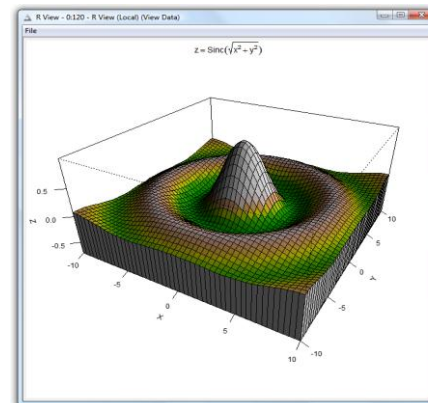 R View - 0:120 - R View (Local) (View Data)
File
z = Sinc(√x² + y²)
Z
0.5
0.0
-0.5
-10
-5
0
5
10
X
-10
-5
0
5
10
Y